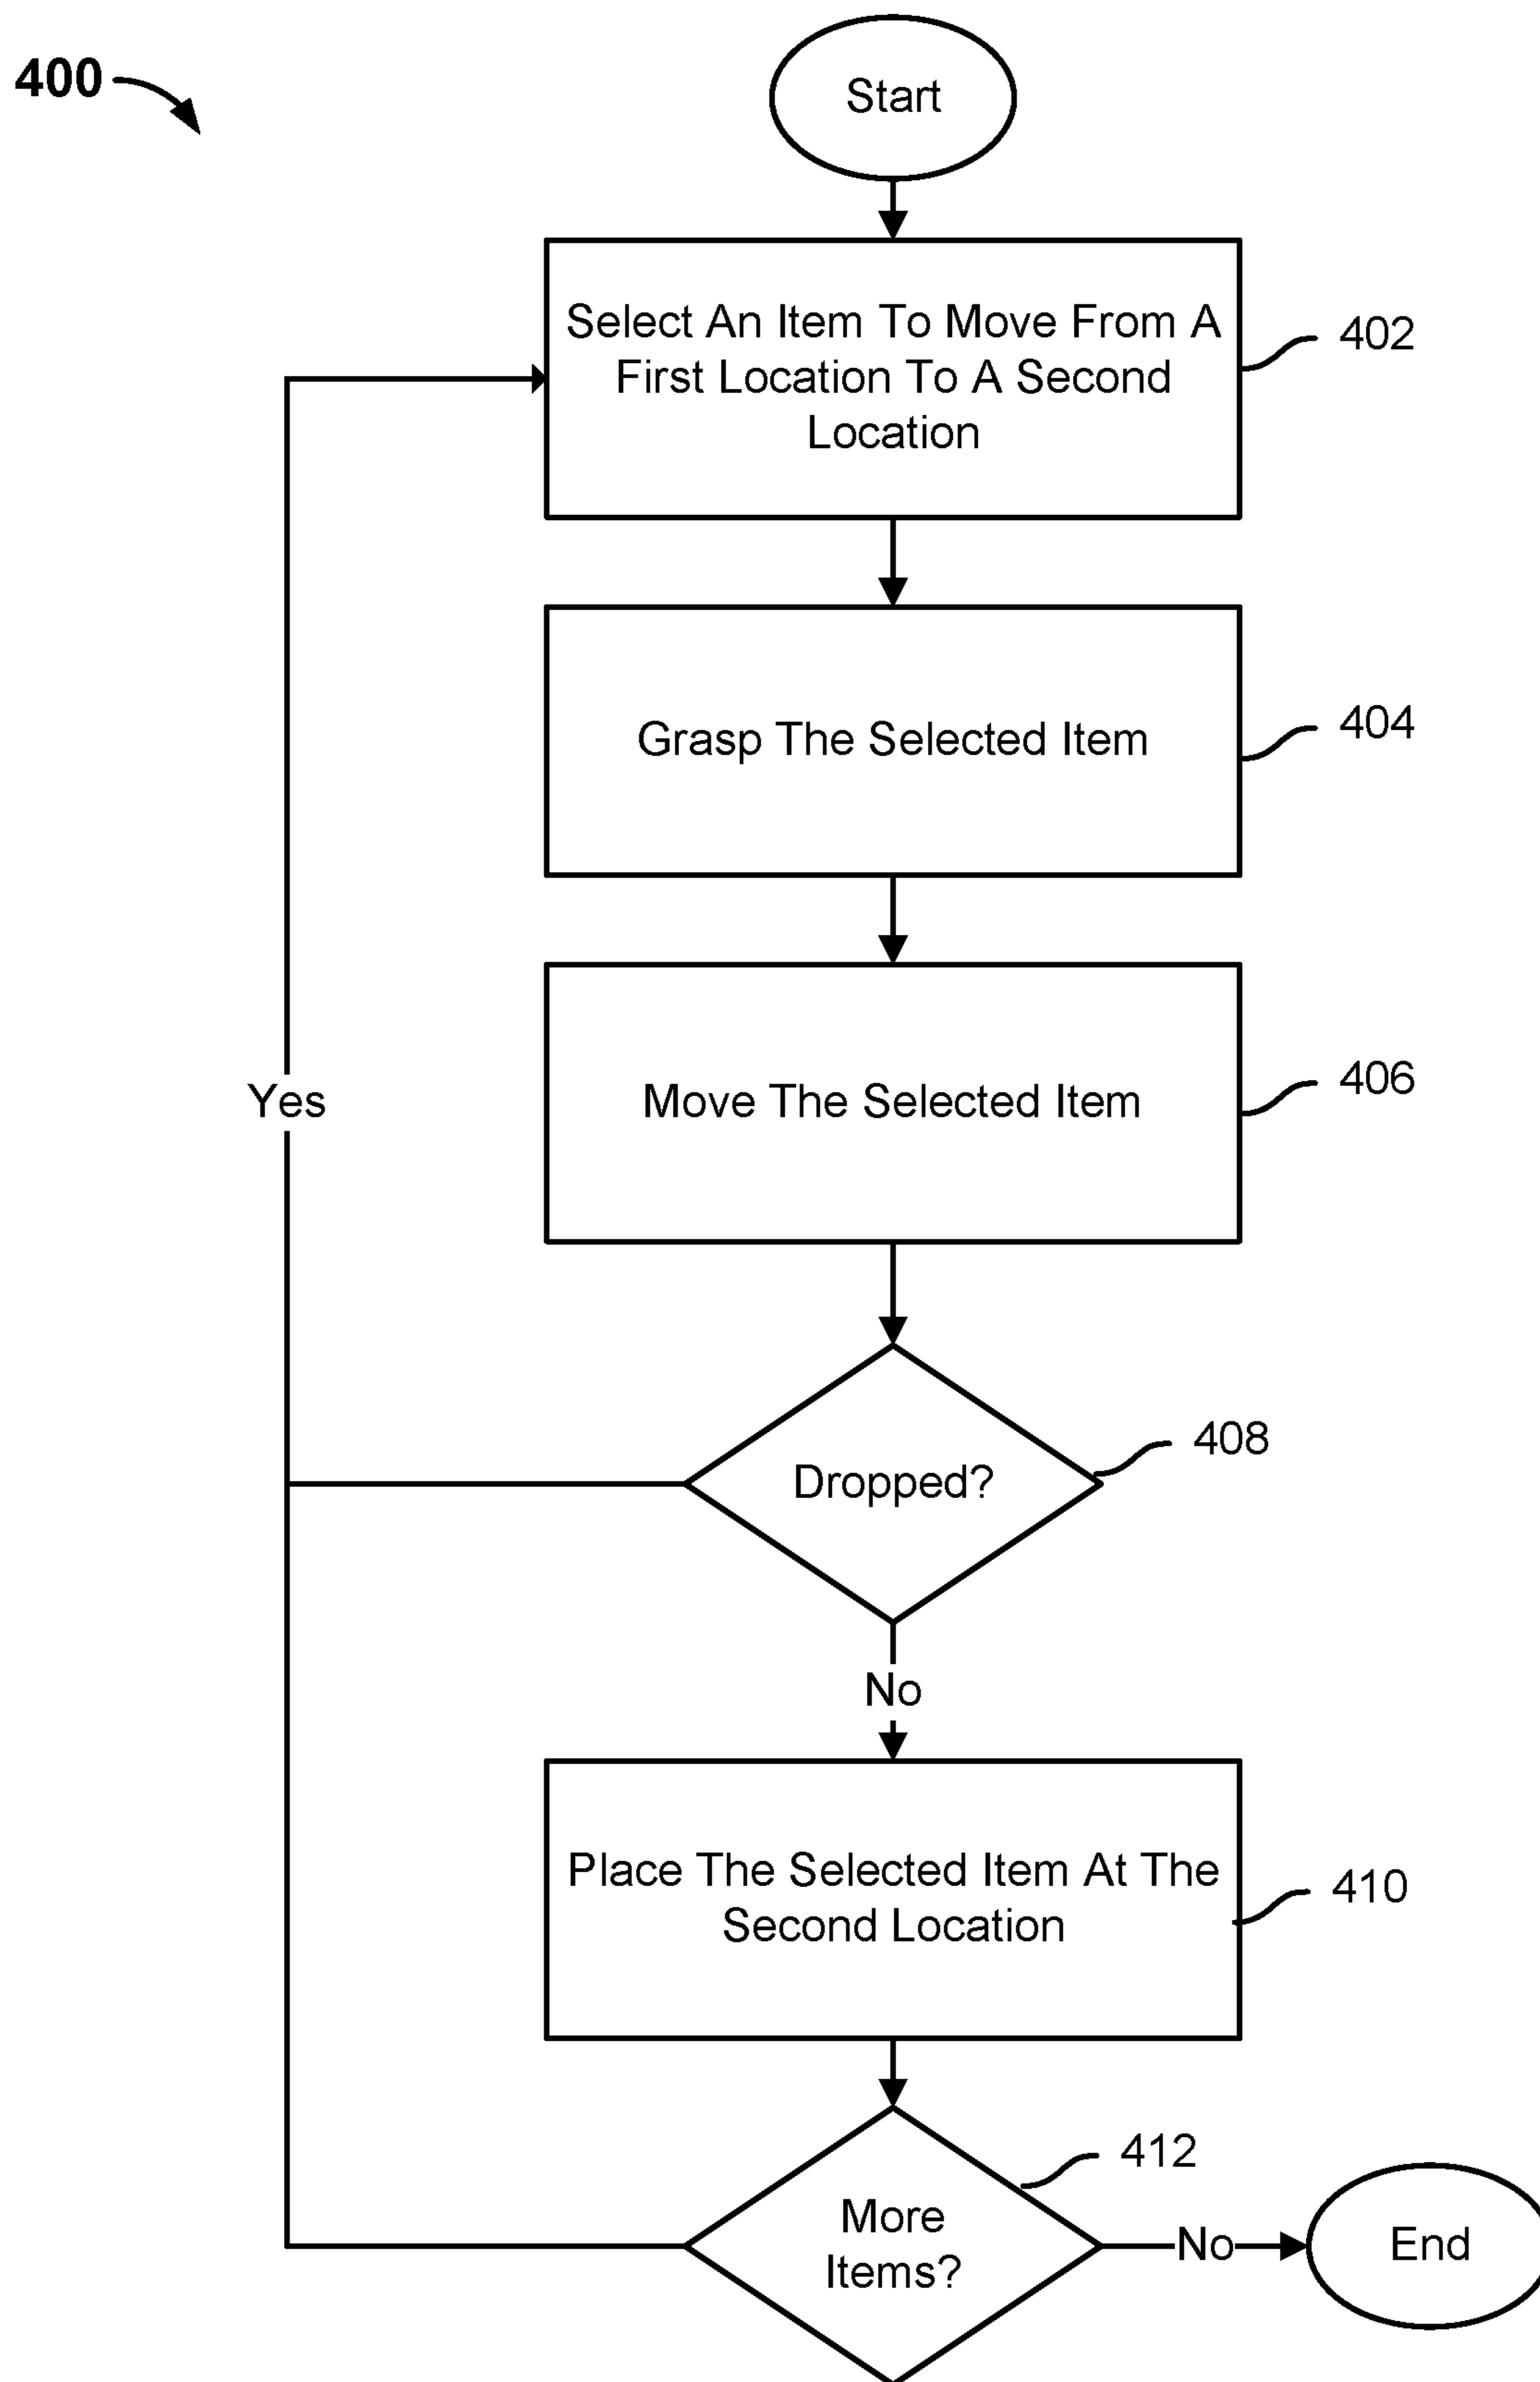 400
Start
Select An Item To Move From A
First Location To A Second
Location
402
Grasp The Selected Item
404
Yes
Move The Selected Item
406
Dropped?
408
No
Place The Selected Item At The
Second Location
410
More
Items?
412
No
End